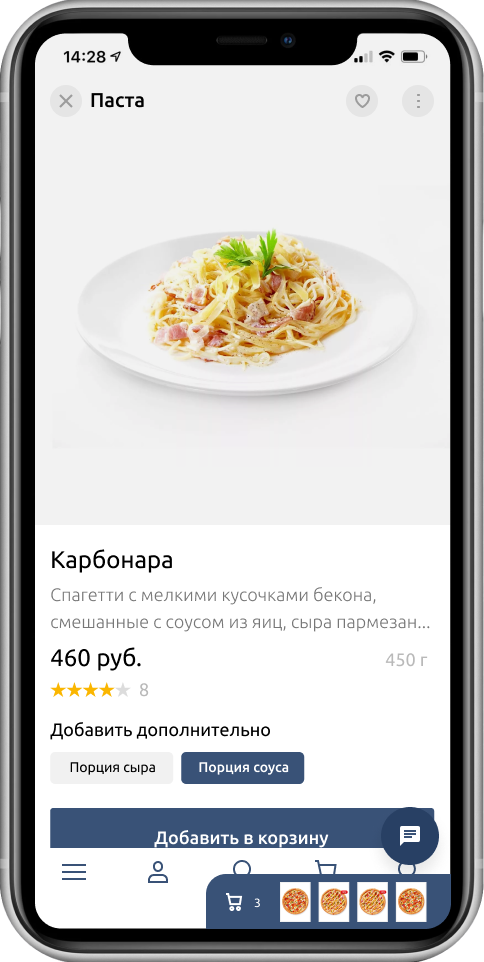 14:28
Паста
Карбонара
Спагетти с мелкими кусочками бекона,
смешанные с соусом из яиц, сыра пармезан...
460 руб.
450 г
8
Добавить дополнительно
Порция сыра
Порция соуса
Добавить в корзину
3